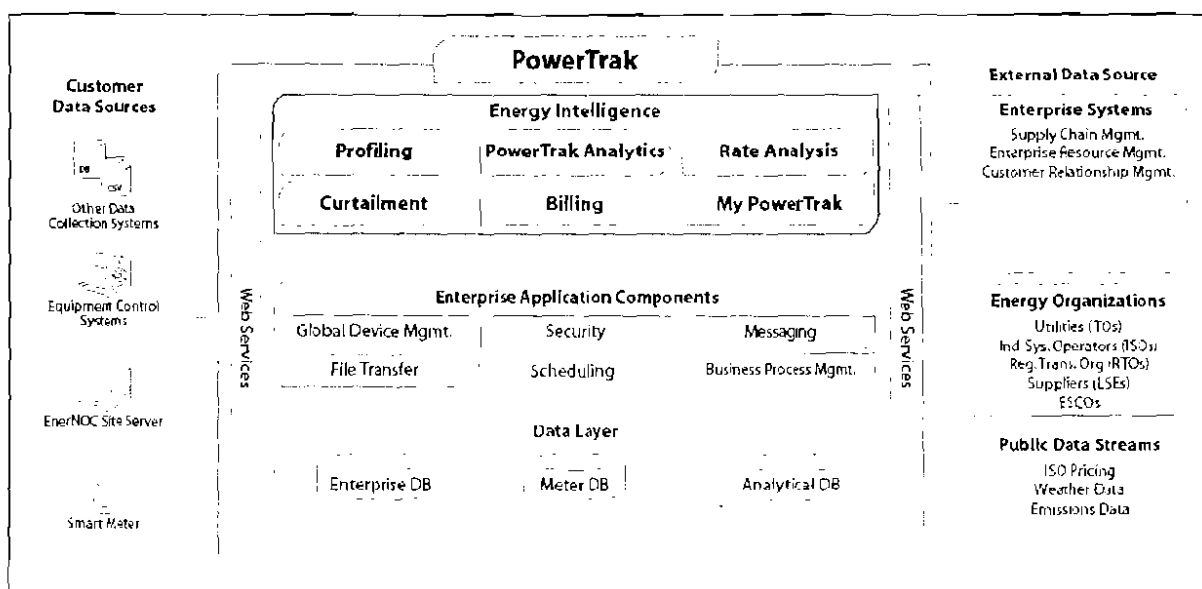 PowerTrak
Customer
Data Sources
DB
CSV
Other Data
Collection Systems
Equipment Control
Systems
EnerNOC Site Server
Smart Meter
Web Services
Energy Intelligence
Profiling
PowerTrak Analytics
Rate Analysis
Curtailment
Billing
My PowerTrak
Enterprise Application Components
Global Device Mgmt.
Security
Messaging
File Transfer
Scheduling
Business Process Mgmt.
Data Layer
Enterprise DB
Meter DB
Analytical DB
Web Services
External Data Source
Enterprise Systems
Supply Chain Mgmt.
Enterprise Resource Mgmt.
Customer Relationship Mgmt.
Energy Organizations
Utilities (TOs)
Ind. Sys. Operators (ISOs)
Reg. Trans. Org (RTOs)
Suppliers (LSEs)
ESCOs
Public Data Streams
ISO Pricing
Weather Data
Emissions Data